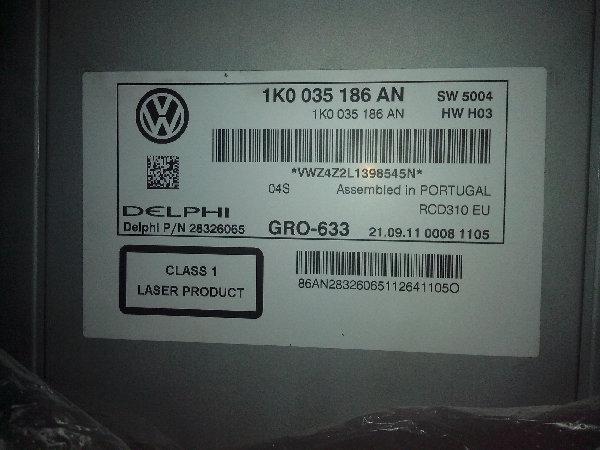 1K0 035 186 AN SW 5004
1K0 035 186 AN HW H03
*VWZ4Z2L1398545N*
04S Assembled in PORTUGAL
DELPHI RCD310 EU
Delphi P/N 28326065 GRO-633 21.09.11 0008 1105
CLASS 1
LASER PRODUCT
86AN28326065112641105O